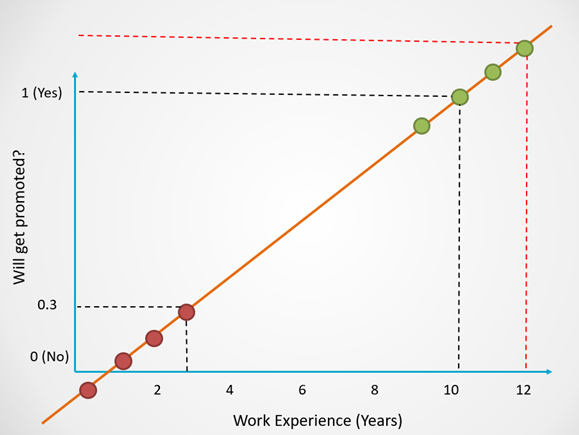 1 (Yes)
Will get promoted?
0.3
0 (No)
2 4 6 8 10 12
Work Experience (Years)